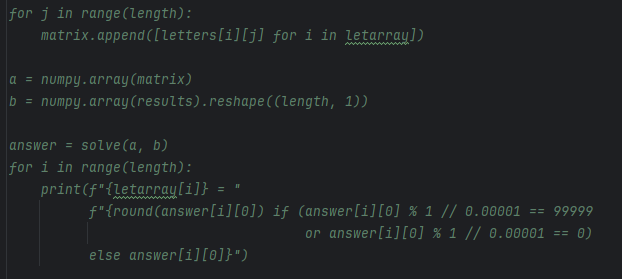 for j in range(length):
    matrix.append([letters[i][j] for i in letarray])

a = numpy.array(matrix)
b = numpy.array(results).reshape((length, 1))

answer = solve(a, b)
for i in range(length):
    print(f"{letarray[i]} = "
          f"{round(answer[i][0]) if (answer[i][0] % 1 // 0.00001 == 99999
                                     or answer[i][0] % 1 // 0.00001 == 0)
          else answer[i][0]}")